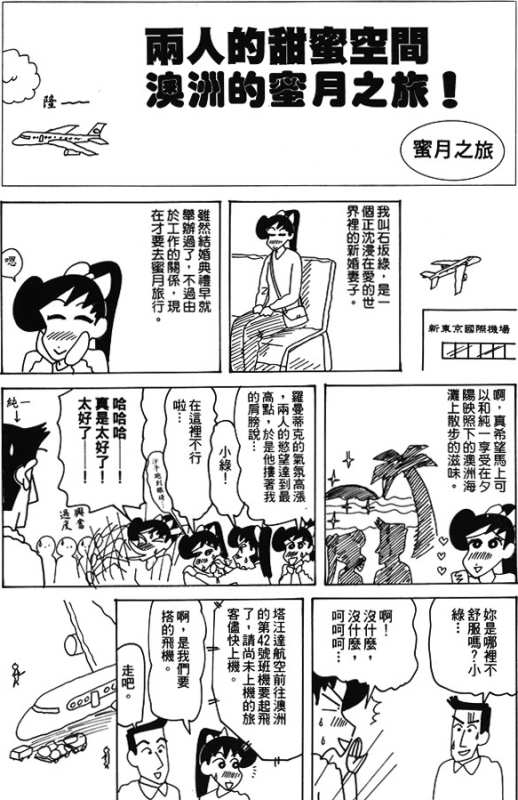 兩人的甜蜜空間
澳洲的蜜月之旅！
隆——
蜜月之旅
新東京國際機場
我叫石坂綠，是一
個正沈浸在愛的世
界裡的新婚妻子。
雖然結婚典禮早就
舉辦過了，不過由
於工作的關係，現
在才要去蜜月旅行。
嗯
啊，真希望馬上可
以和純一享受在夕
陽映照下的澳洲海
灘上散步的滋味。
羅曼蒂克的氣氛高漲
，兩人的慾望達到最
高點，於是他摟著我
的肩膀說…
小綠！
在這裡不行
啦…
哈哈哈——
真是太好了！
太好了——
純一
興奮
過度
妳是哪裡不
舒服嗎？小
綠…
啊！
沒什麼，
沒什麼，
呵呵呵…
塔汪達航空前往澳洲
的第42號班機要起飛
了，請尚未上機的旅
客儘快上機。
啊，是我們要
搭的飛機。
走吧。